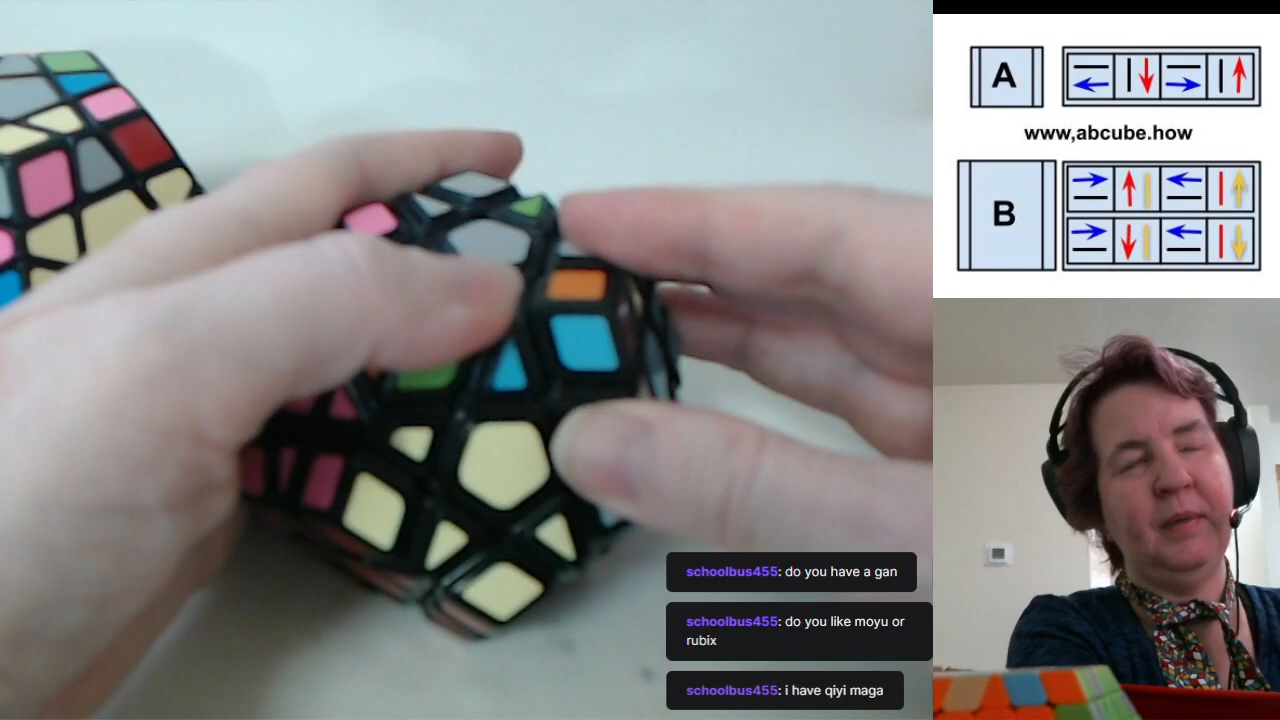 A
www,abcube.how
B
schoolbus455: do you have a gan
schoolbus455: do you like moyu or
rubix
schoolbus455: i have qiyi maga